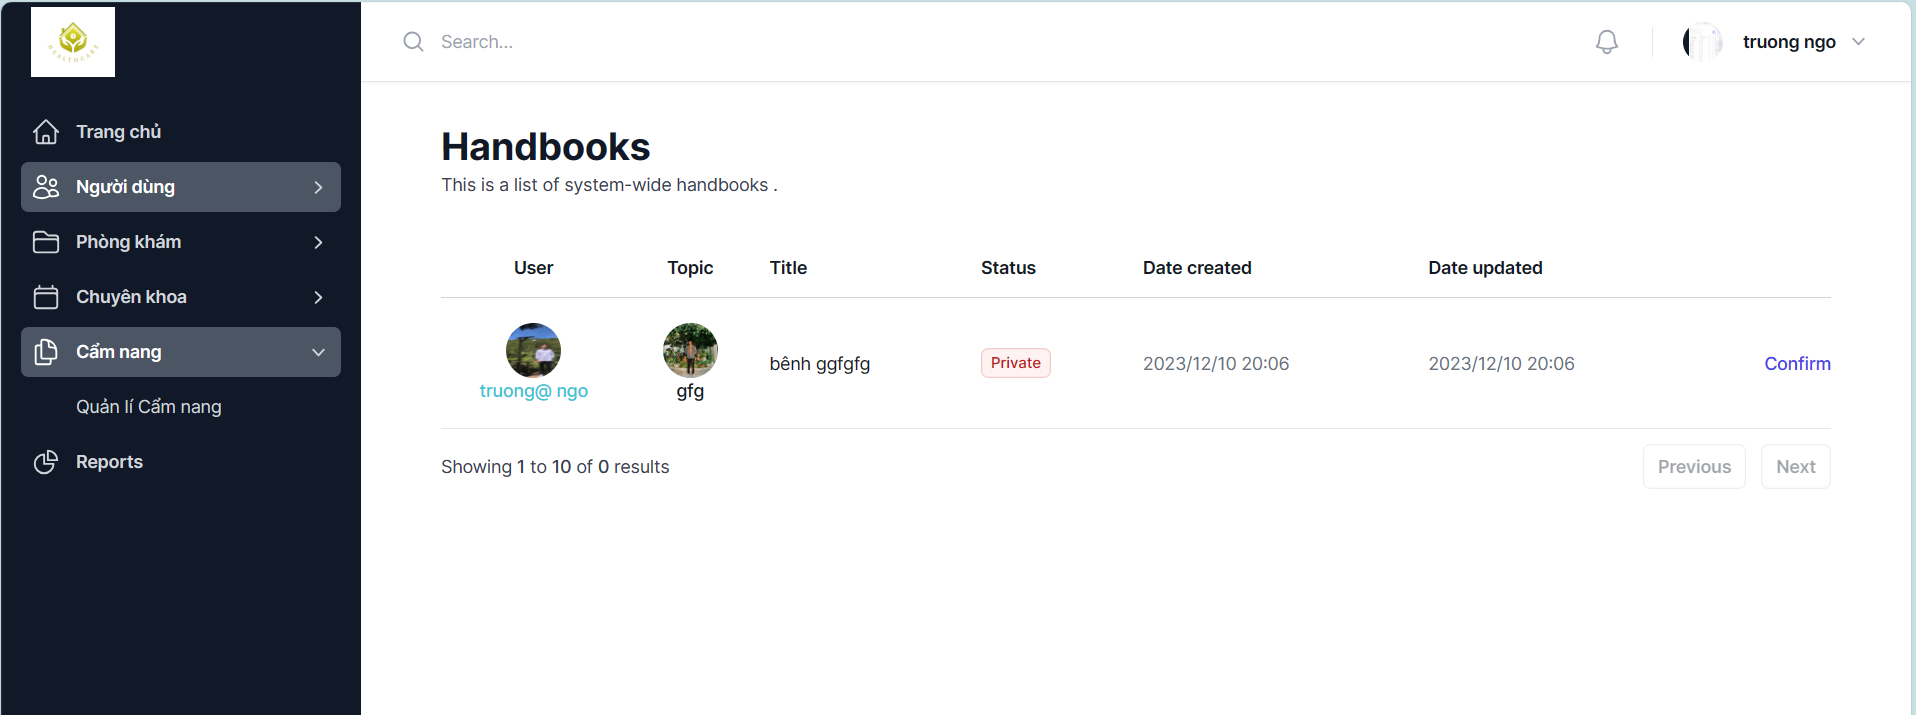 HEALTHCARE
Search...
truong ngo
Trang chủ
Người dùng
Phòng khám
Chuyên khoa
Cẩm nang
Quản lí Cẩm nang
Reports
Handbooks
This is a list of system-wide handbooks .
User Topic Title Status Date created Date updated
truong@ ngo gfg bênh ggfgfg Private 2023/12/10 20:06 2023/12/10 20:06 Confirm
Showing 1 to 10 of 0 results
Previous Next